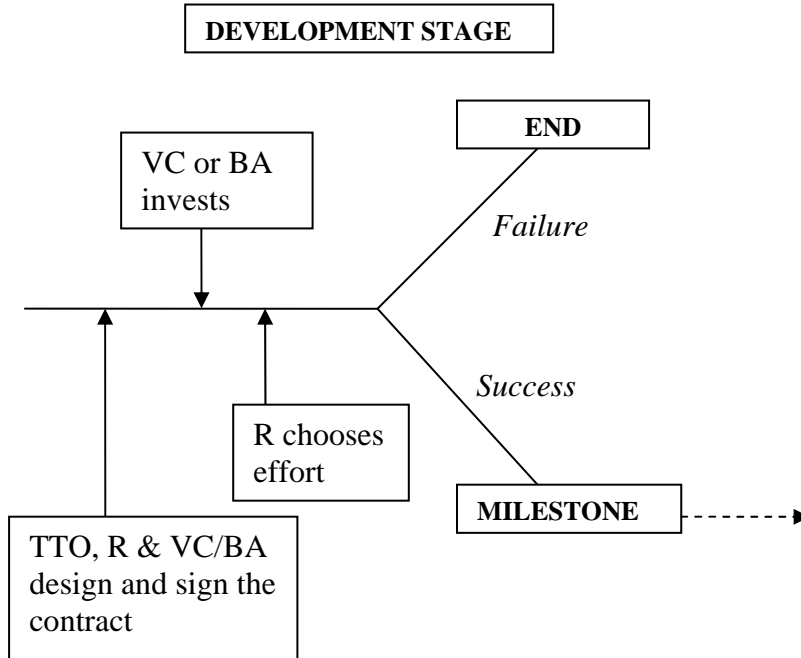 DEVELOPMENT STAGE
END
VC or BA
invests
Failure
Success
R chooses
effort
MILESTONE
TTO, R & VC/BA
design and sign the
contract